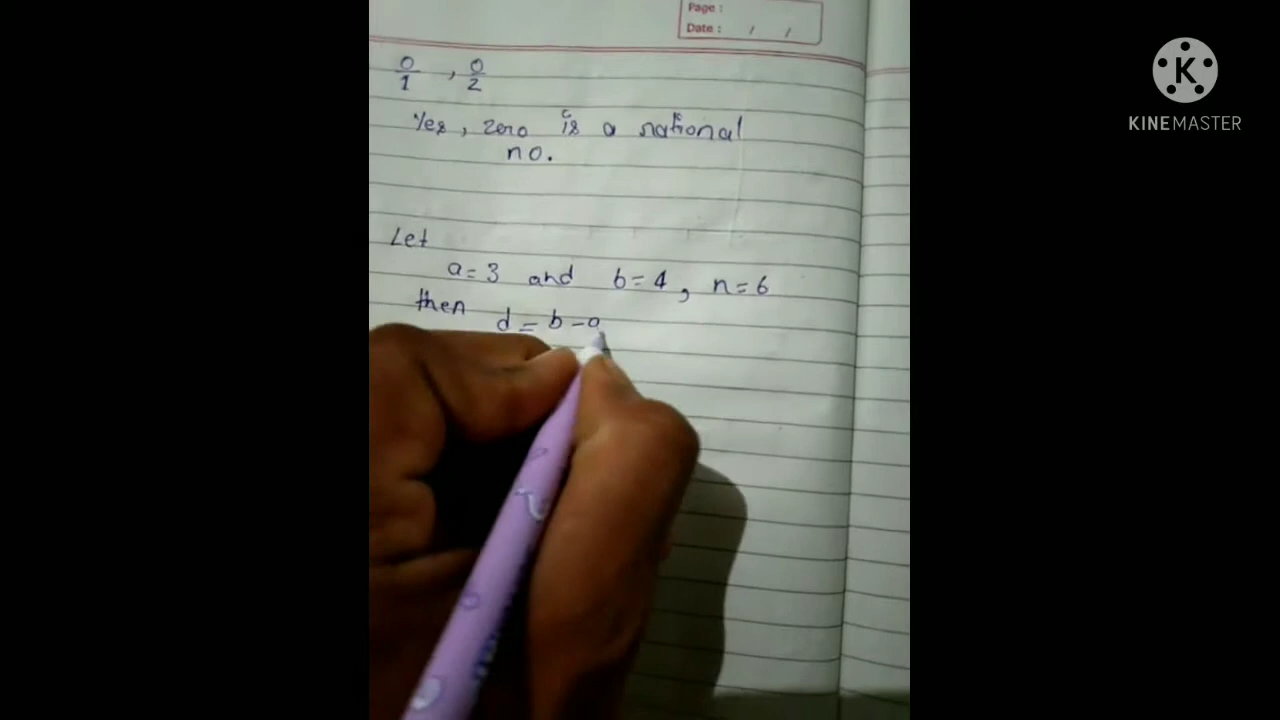 Page :
Date : / /
0/1 , 0/2
Yes, zero is a rational
no.
Let
a = 3 and b = 4, n = 6
then d = b - a
K
KINEMASTER